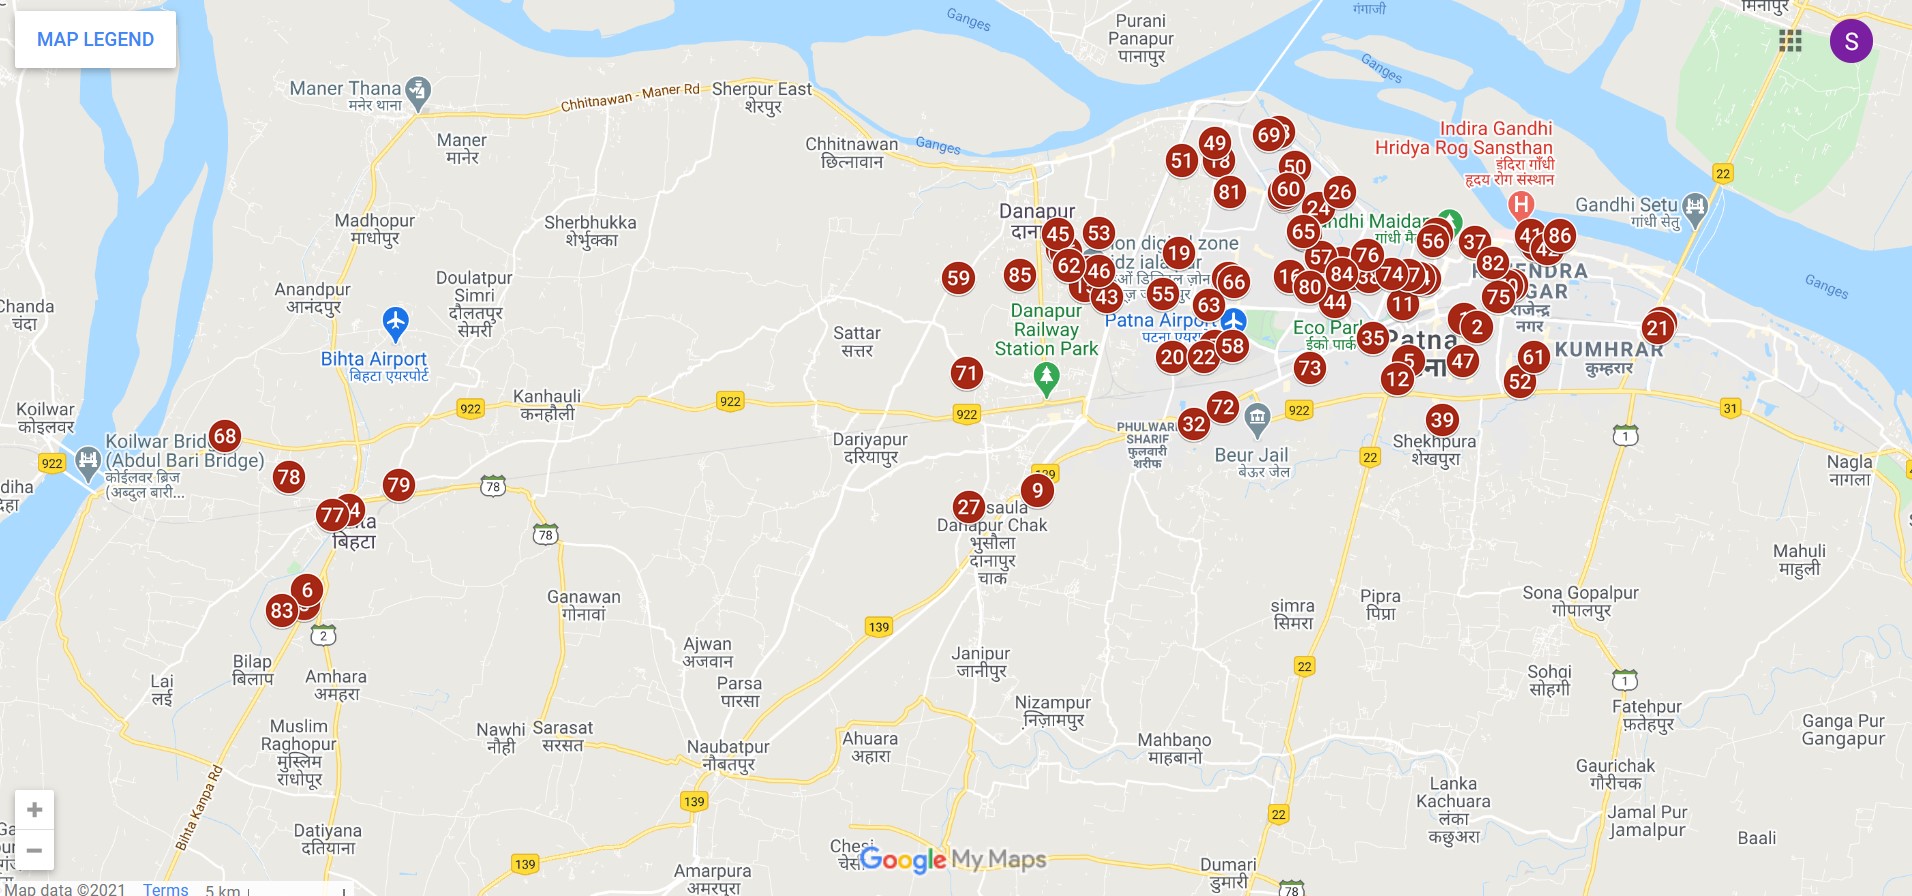 MAP LEGEND
S
Ganges
Purani
Panapur
पानापुर
गंगाजी
मिनापुर
Maner Thana
मनेर थाना
Chhitnawan - Maner Rd
Sherpur East
शेरपुर
Ganges
Maner
मानेर
Chhitnawan
छित्नावान
Ganges
Indira Gandhi
Hridya Rog Sansthan
इंदिरा गाँधी
हृदय रोग संस्थान
H
22
Gandhi Setu
गांधी सेतु
49
69
51
18
50
81
60
26
24
65
Madhopur
माधोपुर
Sherbhukka
शेर्भुक्का
Danapur
45
53
19
62
46
43
55
59
85
66
63
57
76
16
80
84
38
74
44
11
56
37
82
75
41
42
86
Ganges
Chanda
चंदा
Anandpur
आनंदपुर
Doulatpur
Simri
दौलतपुर
सेमरी
Bihta Airport
बिहटा एयरपोर्ट
Sattar
सत्तर
Danapur
Railway
Station Park
Patna Airport
पटना
Eco Park
ईको पार्क
राजेन्द्र
नगर
Patna
KUMHRAR
कुम्हरार
20
22
58
73
35
5
12
47
2
61
52
21
71
Koilwar
कोइलवर
Kanhauli
कनहौली
922
922
922
922
922
31
1
Koilwar Bridge
(Abdul Bari Bridge)
कोईलवर ब्रिज
(अब्दुल बारी...
68
78
79
77
78
78
बिहटा
Dariyapur
दरियापुर
72
32
39
PHULWARI
SHARIF
फुलवारी
शरीफ
Beur Jail
बेऊर जेल
Shekhpura
शेखपुरा
22
Nagla
नागला
139
9
27
Danapur Chak
भुसौला
दानापुर
चाक
Mahuli
माहुली
6
83
2
Ganawan
गोनावां
139
simra
सिमरा
Pipra
पिप्रा
Sona Gopalpur
गोपालपुर
Bilap
बिलाप
Amhara
अमहरा
Lai
लई
Ajwan
अजवान
Parsa
पारसा
Janipur
जानीपुर
22
Sohgi
सोहगी
1
Nizampur
निज़ामपुर
Fatehpur
फ़तेहपुर
Ganga Pur
Gangapur
Muslim
Raghopur
मुस्लिम
राधोपूर
Nawhi
नौही
Sarasat
सरसत
Naubatpur
नौबतपुर
Ahuara
अहारा
Mahbano
माहबानो
Gaurichak
गौरीचक
Lanka
Kachuara
लंका
कछुअरा
Bihta Kanpa Rd
139
22
Jamal Pur
Jamalpur
Baali
Datiyana
दतियाना
139
Chesi
Google My Maps
Amarpura
अमरपुरा
Dumari
डुमारी
78
+
−
Map data ©2021
Terms
5 km